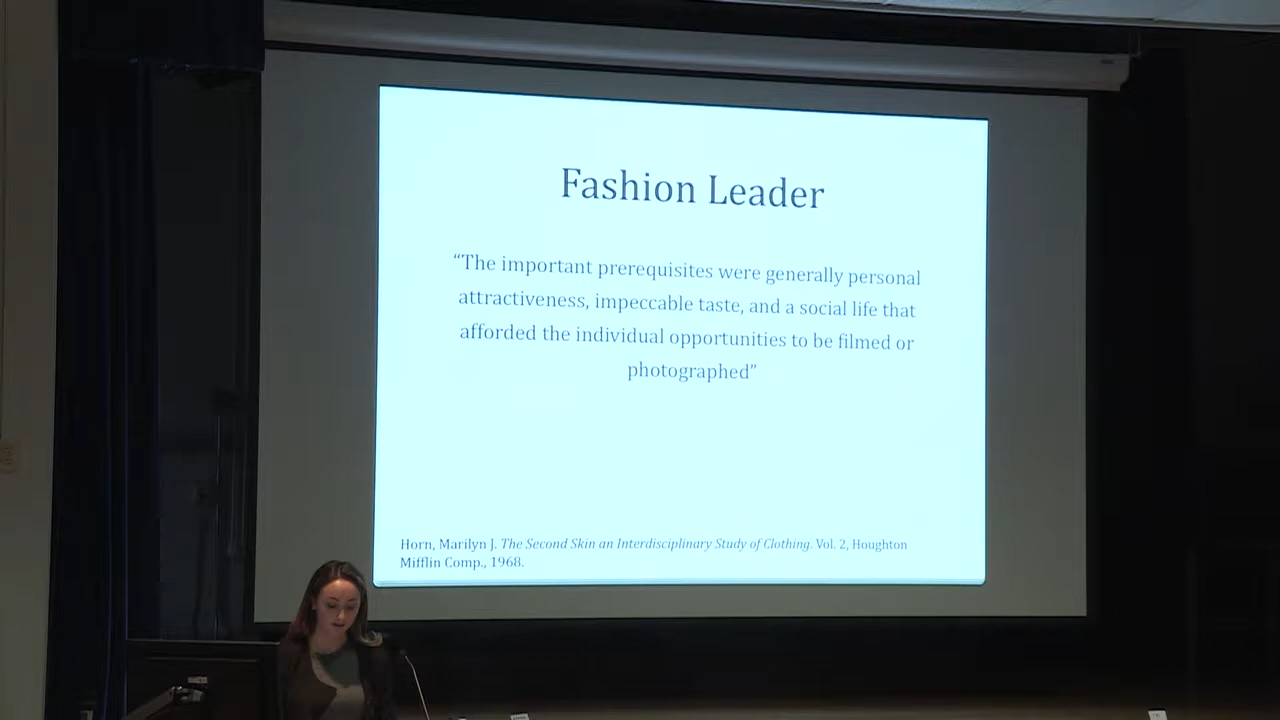 Fashion Leader
“The important prerequisites were generally personal
attractiveness, impeccable taste, and a social life that
afforded the individual opportunities to be filmed or
photographed”
Horn, Marilyn J. The Second Skin an Interdisciplinary Study of Clothing. Vol. 2, Houghton
Mifflin Comp., 1968.